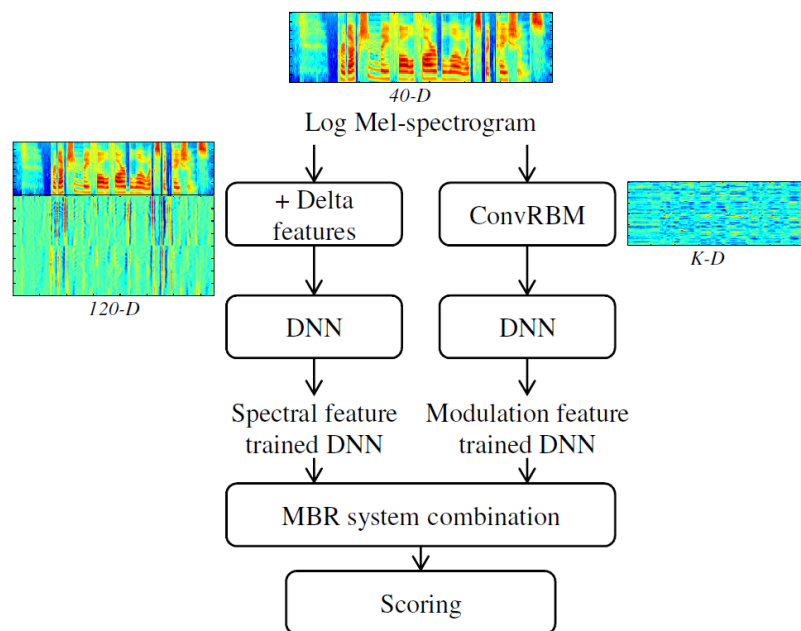 40-D
Log Mel-spectrogram
+ Delta
features
ConvRBM
K-D
120-D
DNN
DNN
Spectral feature
trained DNN
Modulation feature
trained DNN
MBR system combination
Scoring